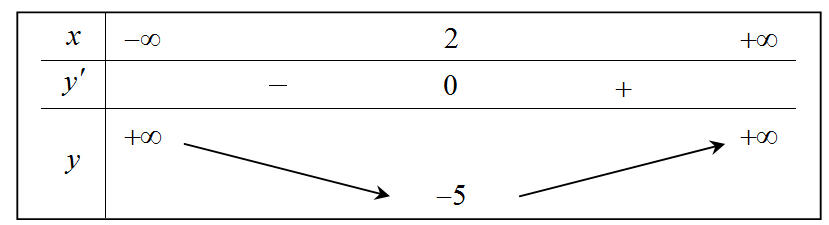 x −∞ 2 +∞
y′ − 0 +
+∞ +∞
y
−5